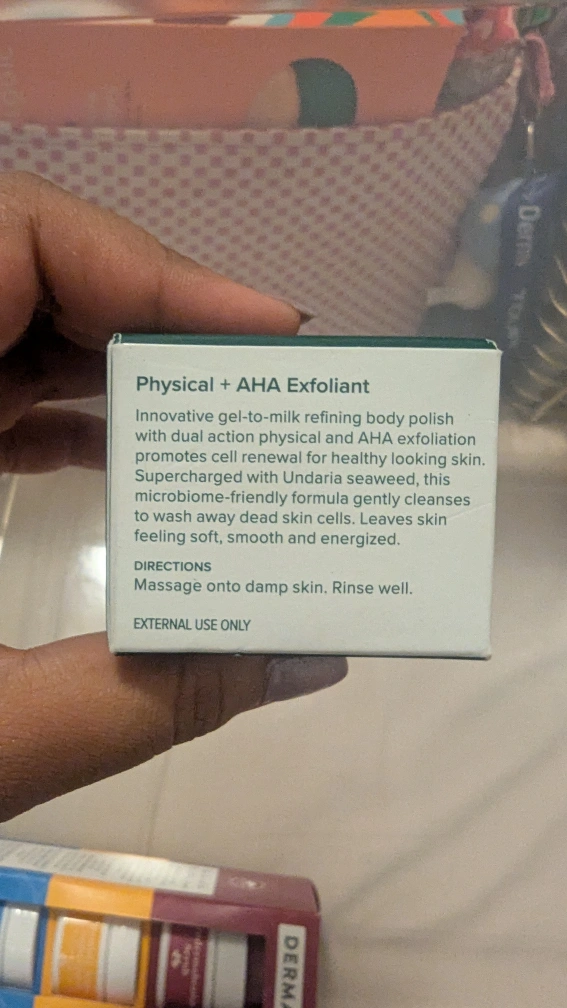 Physical + AHA Exfoliant
Innovative gel-to-milk refining body polish
with dual action physical and AHA exfoliation
promotes cell renewal for healthy looking skin.
Supercharged with Undaria seaweed, this
microbiome-friendly formula gently cleanses
to wash away dead skin cells. Leaves skin
feeling soft, smooth and energized.
DIRECTIONS
Massage onto damp skin. Rinse well.
EXTERNAL USE ONLY
DERMA